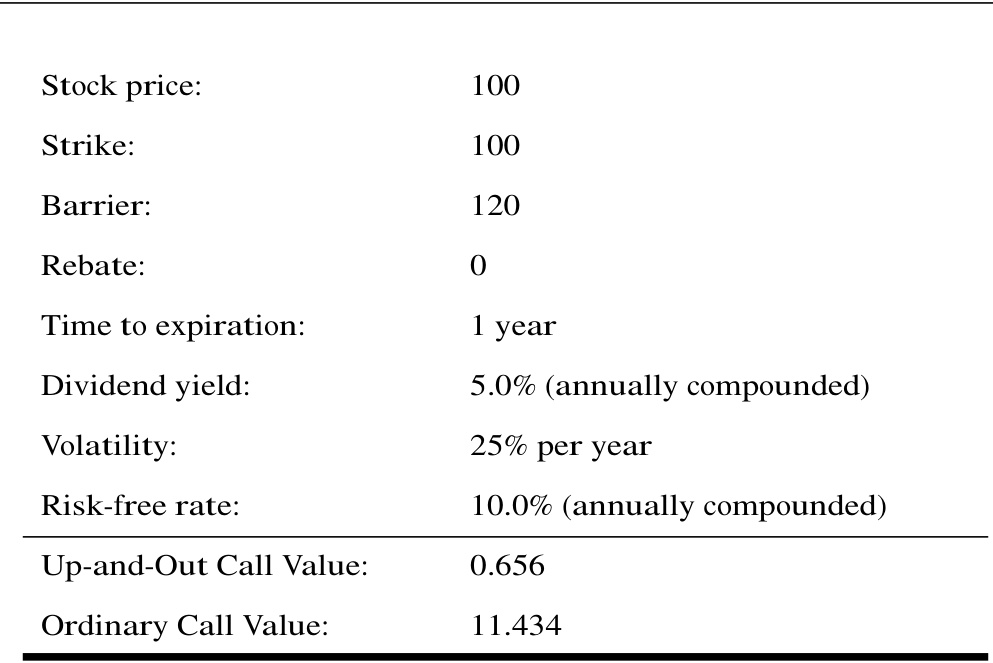 Stock price: 100
Strike: 100
Barrier: 120
Rebate: 0
Time to expiration: 1 year
Dividend yield: 5.0% (annually compounded)
Volatility: 25% per year
Risk-free rate: 10.0% (annually compounded)
Up-and-Out Call Value: 0.656
Ordinary Call Value: 11.434